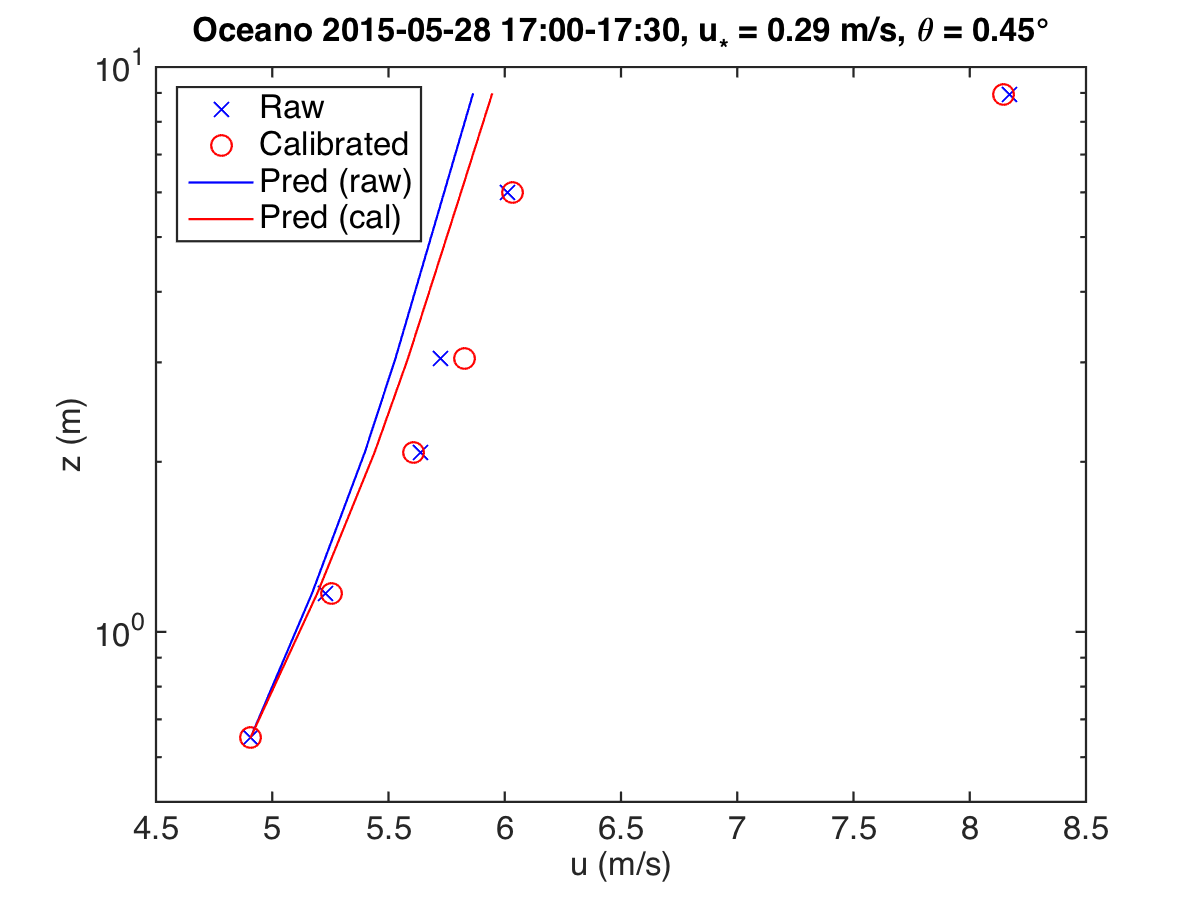 Oceano 2015-05-28 17:00-17:30, u* = 0.29 m/s, θ = 0.45°
10¹
Raw
Calibrated
Pred (raw)
Pred (cal)
z (m)
10⁰
4.5 5 5.5 6 6.5 7 7.5 8 8.5
u (m/s)